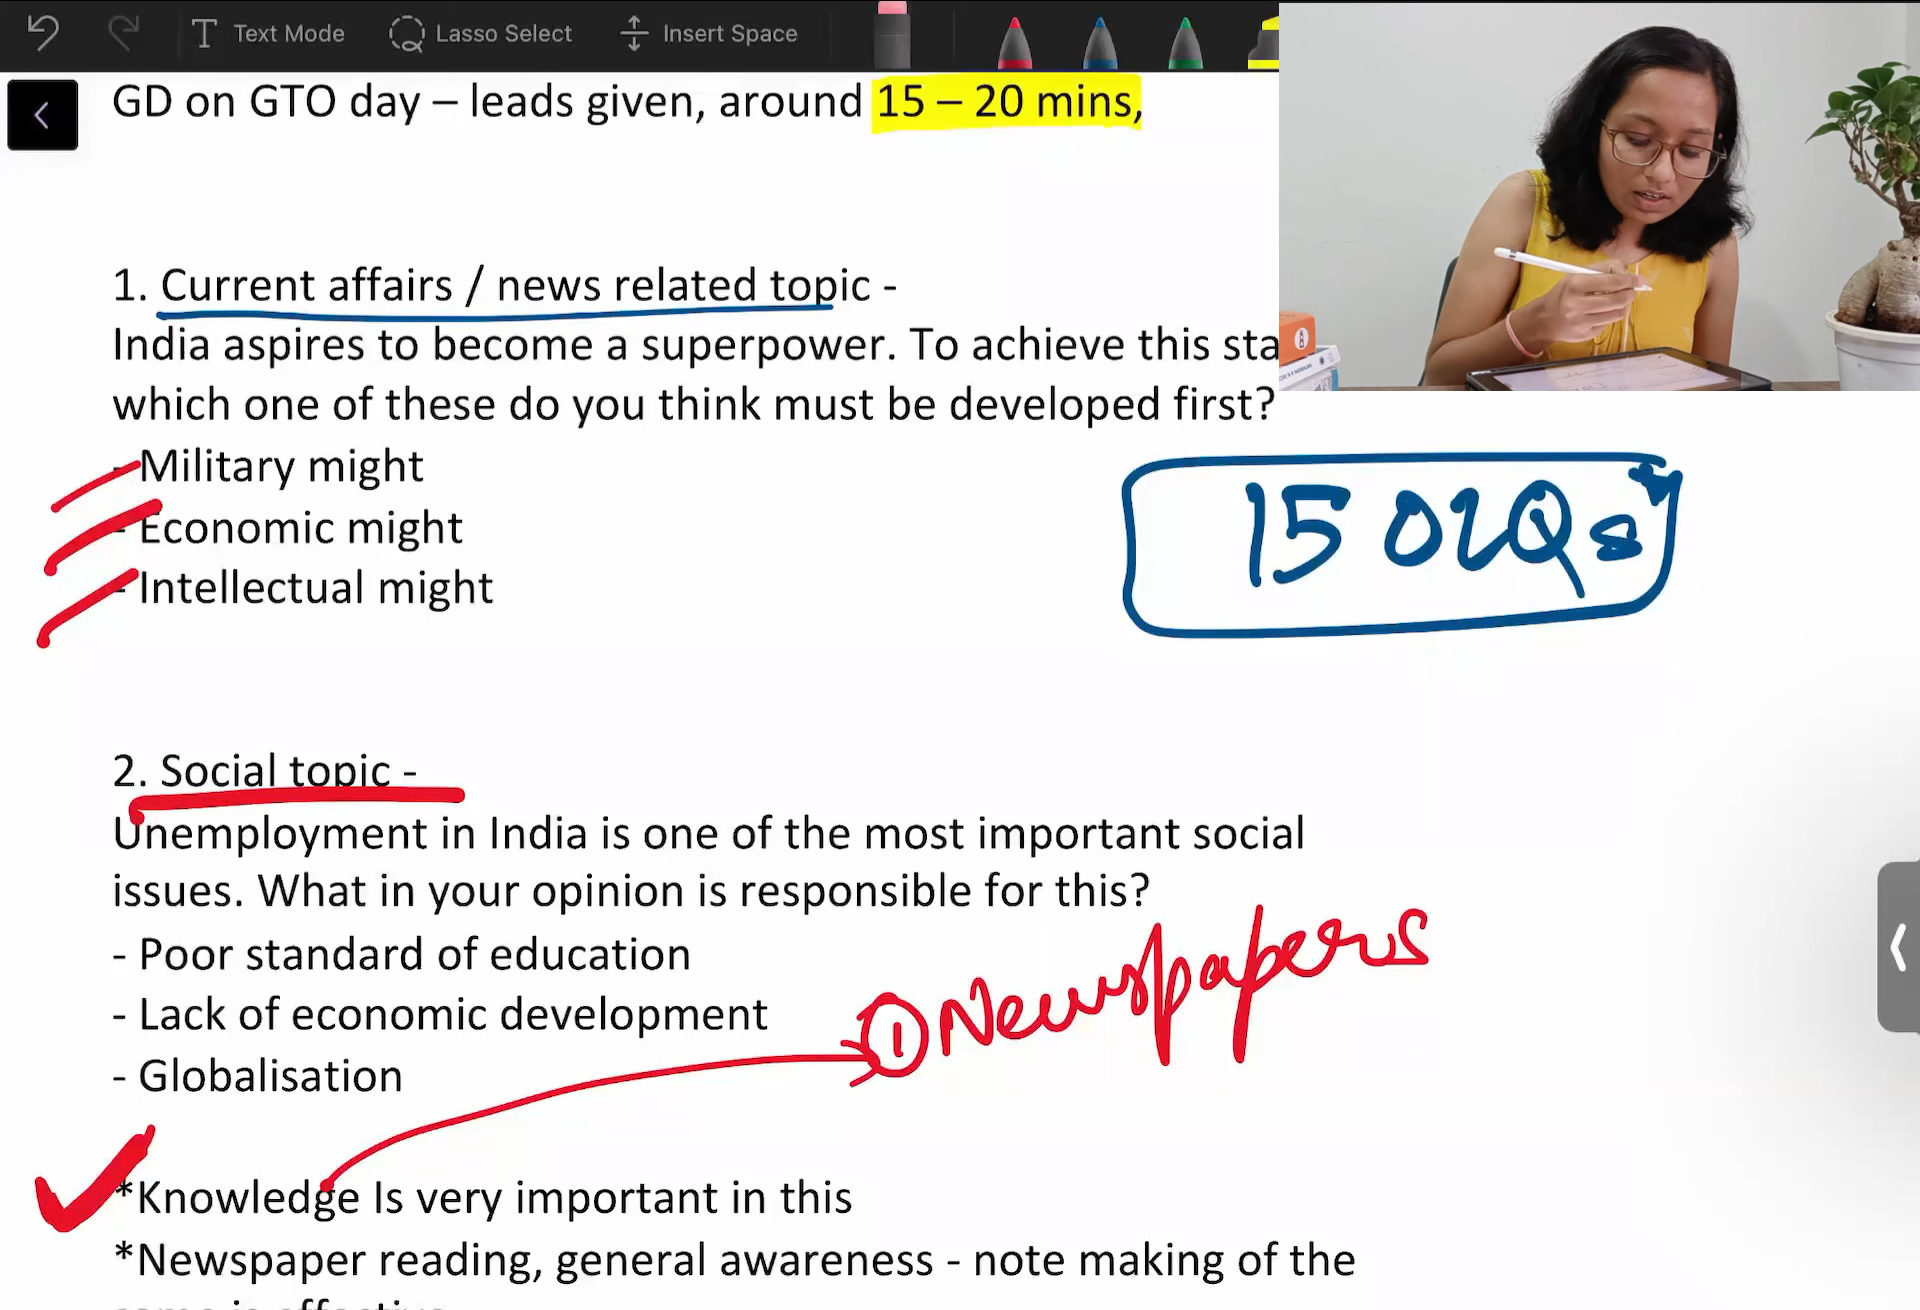 Text Mode
Lasso Select
Insert Space
GD on GTO day – leads given, around 15 – 20 mins,
1. Current affairs / news related topic -
India aspires to become a superpower. To achieve this sta
which one of these do you think must be developed first?
- Military might
- Economic might
- Intellectual might
15 OLQs
2. Social topic -
Unemployment in India is one of the most important social
issues. What in your opinion is responsible for this?
- Poor standard of education
- Lack of economic development
- Globalisation
① Newspapers
*Knowledge Is very important in this
*Newspaper reading, general awareness - note making of the